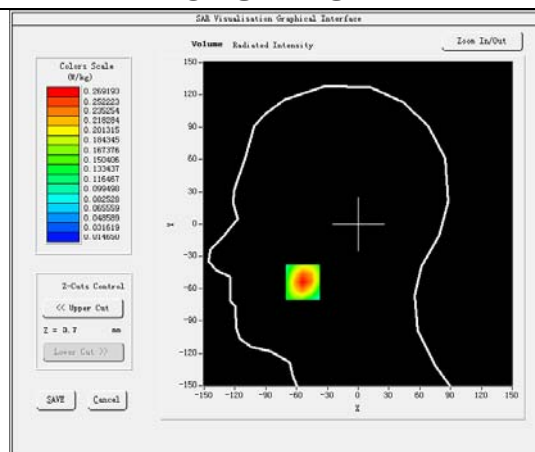 SAR Visualisation Graphical Interface
Volume Radiated Intensity
Zoom In/Out
Colors Scale
(W/kg)
0.269193
0.252223
0.235254
0.218284
0.201315
0.184345
0.167376
0.150406
0.133437
0.116467
0.099498
0.082528
0.065559
0.048589
0.031619
0.014650
Z-Cuts Control
<< Upper Cut
Z = 3.7 mm
Lower Cut >>
SAVE
Cancel
150
120
90
60
30
0
-30
-60
-90
-120
-150
Y
-150 -120 -90 -60 -30 0 30 60 90 120 150
X